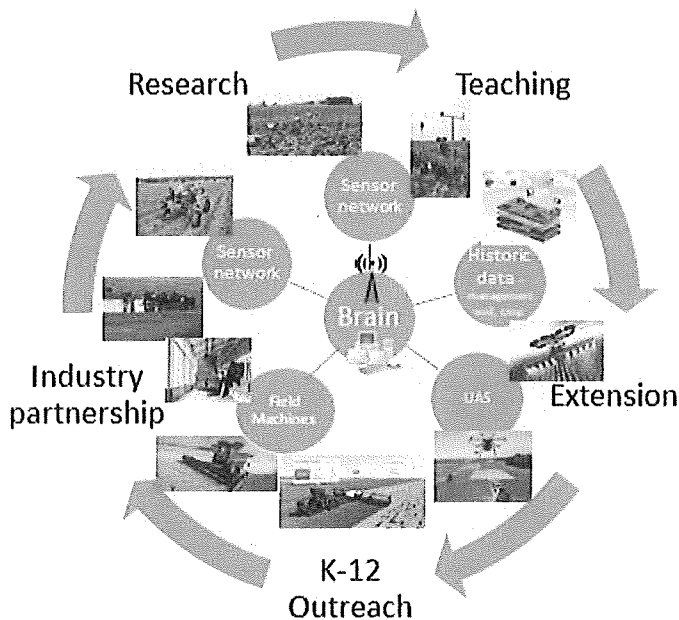 Research
Teaching
Sensor
network
Sensor
network
Historic
data
Brain
Industry
partnership
Field
Machines
UAS
Extension
K-12
Outreach